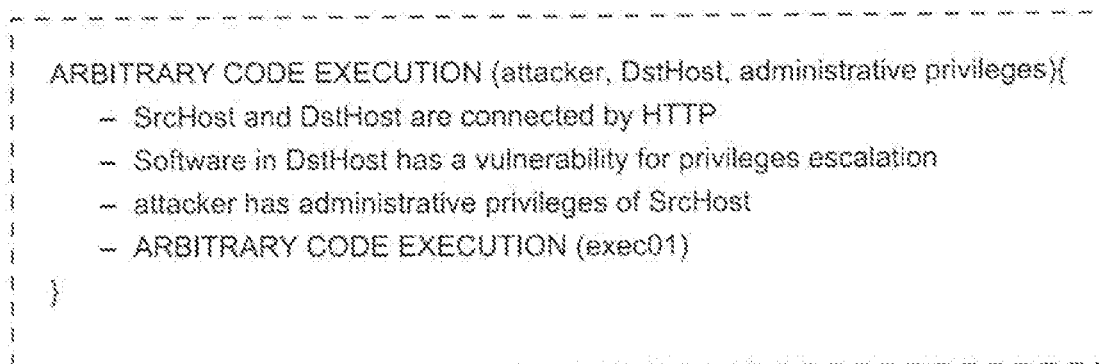 ARBITRARY CODE EXECUTION (attacker, DstHost, administrative privileges){
– SrcHost and DstHost are connected by HTTP
– Software in DstHost has a vulnerability for privileges escalation
– attacker has administrative privileges of SrcHost
– ARBITRARY CODE EXECUTION (exec01)
}